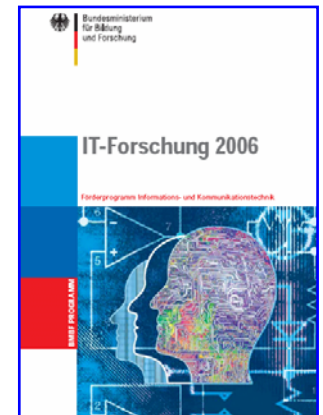 Bundesministerium
für Bildung
und Forschung
IT-Forschung 2006
Förderprogramm Informations- und Kommunikationstechnik
BMBF PROGRAMM